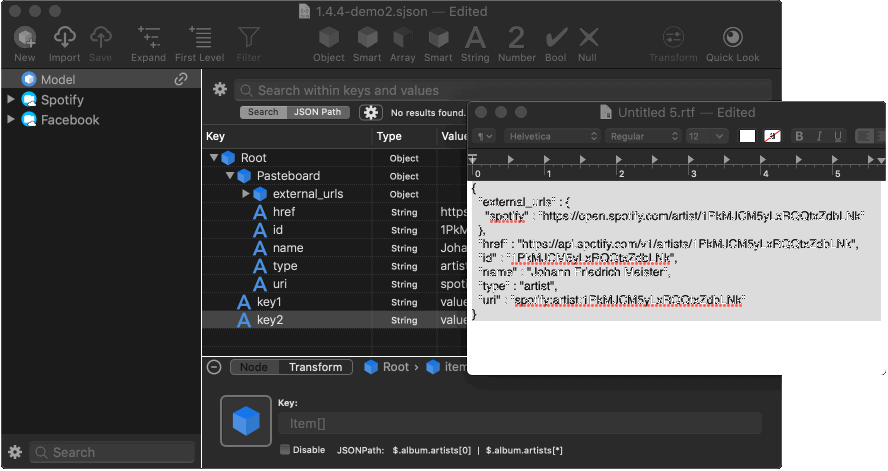 1.4.4-demo2.sjson — Edited
New Import Save Expand First Level Filter Object Smart Array Smart String Number Bool Null Transform Quick Look
Model
Spotify
Facebook
Search
Search within keys and values
Search JSON Path No results found.
Key Type Value
Root Object
Pasteboard Object
external_urls Object
href String https
id String 1PkM
name String Joha
type String artis
uri String spoti
key1 String value
key2 String value
Node Transform Root › item
Key:
Item[]
Disable JSONPath: $.album.artists[0] | $.album.artists[*]
Untitled 5.rtf — Edited
¶ Helvetica Regular 12 a B I U
0 1 2 3 4 5
{
"external_urls" : {
"spotify" : "https://open.spotify.com/artist/1PkMJCM5yLxRCQtxZdbLNk"
},
"href" : "https://api.spotify.com/v1/artists/1PkMJCM5yLxRCQtxZdbLNk",
"id" : "1PkMJCM5yLxRCQtxZdbLNk",
"name" : "Johann Friedrich Meister",
"type" : "artist",
"uri" : "spotify:artist:1PkMJCM5yLxRCQtxZdbLNk"
}